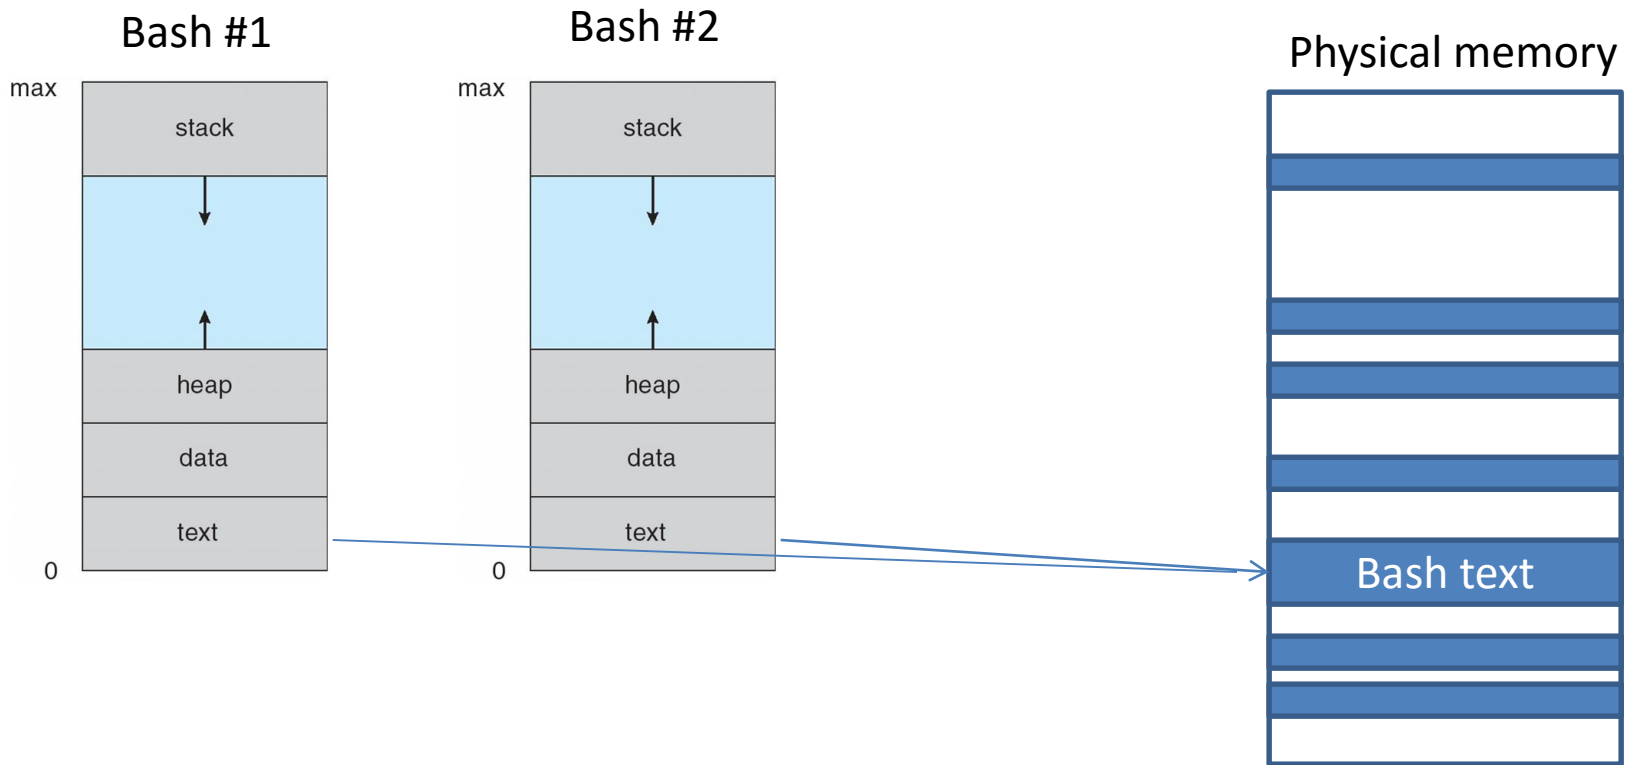 Bash #1
max
stack
heap
data
text
0
Bash #2
max
stack
heap
data
text
0
Physical memory
Bash text